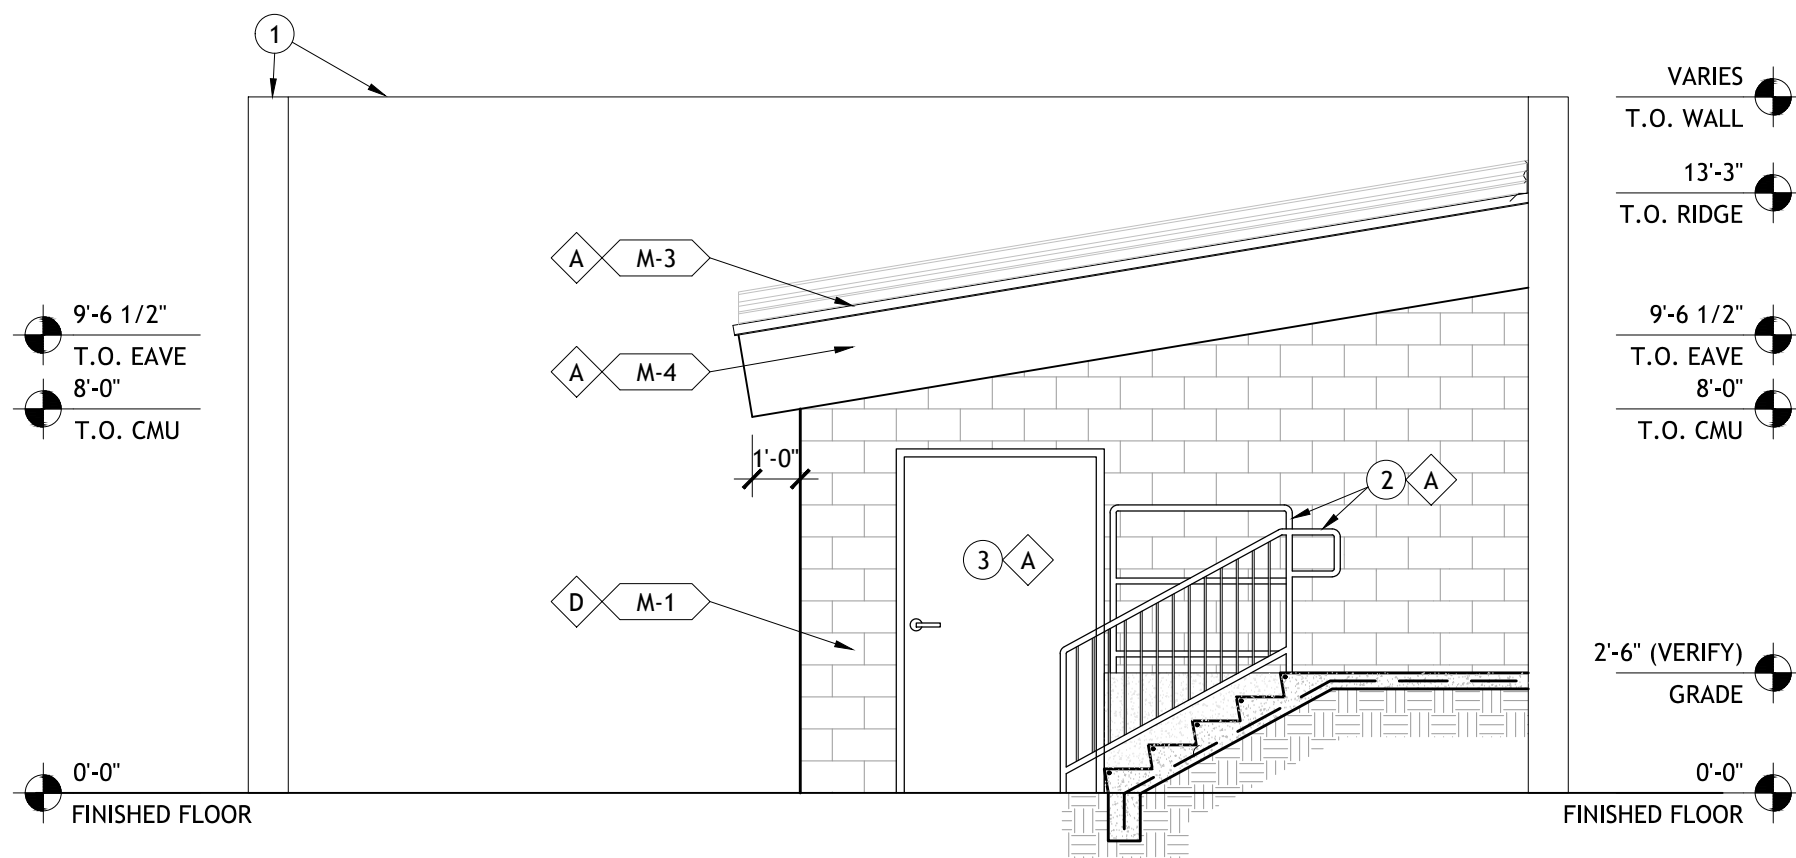 1
VARIES
T.O. WALL
13'-3"
T.O. RIDGE
A M-3
9'-6 1/2"
T.O. EAVE
9'-6 1/2"
T.O. EAVE
A M-4
8'-0"
T.O. CMU
8'-0"
T.O. CMU
1'-0"
2 A
3 A
D M-1
2'-6" (VERIFY)
GRADE
0'-0"
FINISHED FLOOR
0'-0"
FINISHED FLOOR